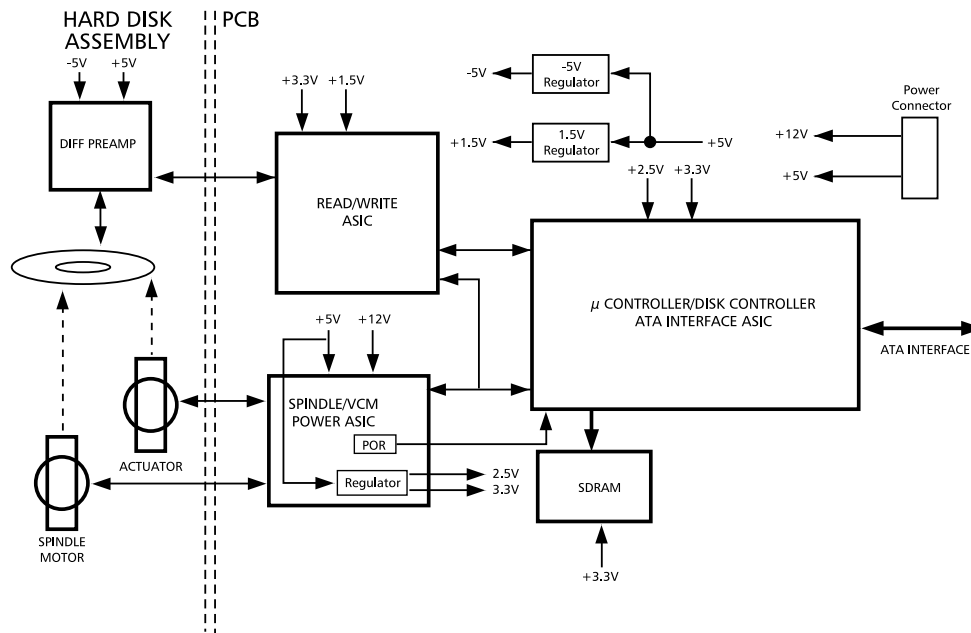 HARD DISK
ASSEMBLY
PCB
-5V
+5V
DIFF PREAMP
+3.3V
+1.5V
READ/WRITE
ASIC
-5V
-5V
Regulator
+1.5V
1.5V
Regulator
+5V
Power
Connector
+12V
+5V
+2.5V
+3.3V
μ CONTROLLER/DISK CONTROLLER
ATA INTERFACE ASIC
ATA INTERFACE
+5V
+12V
SPINDLE/VCM
POWER ASIC
POR
Regulator
2.5V
3.3V
ACTUATOR
SPINDLE
MOTOR
SDRAM
+3.3V